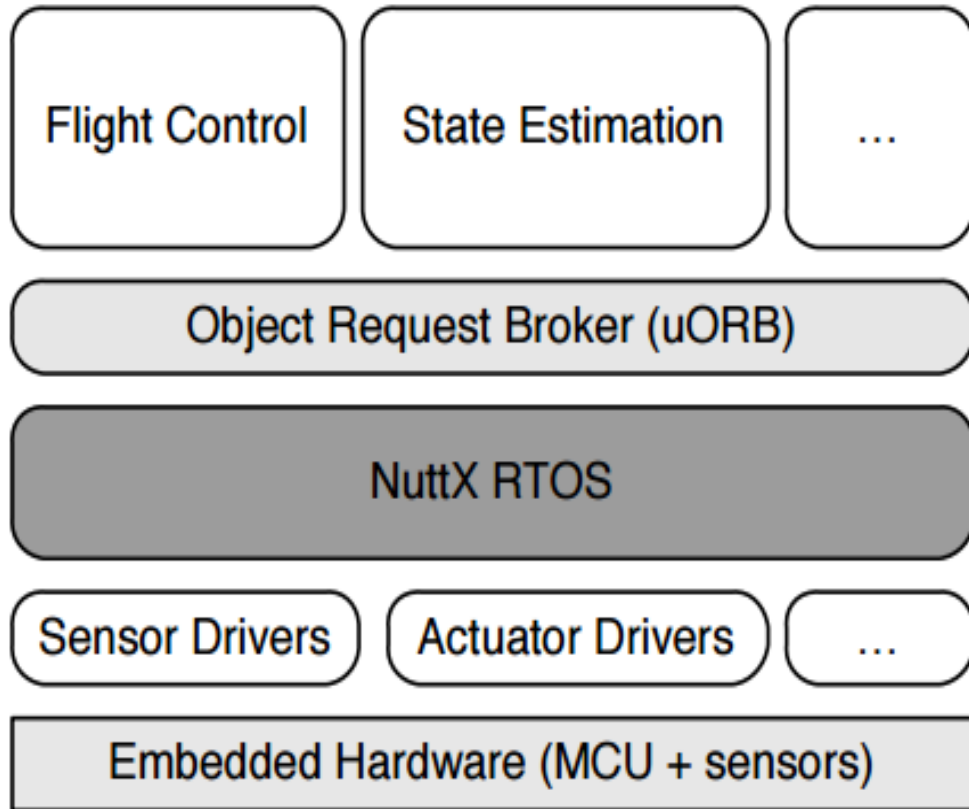 Flight Control
State Estimation
...
Object Request Broker (uORB)
NuttX RTOS
Sensor Drivers
Actuator Drivers
...
Embedded Hardware (MCU + sensors)